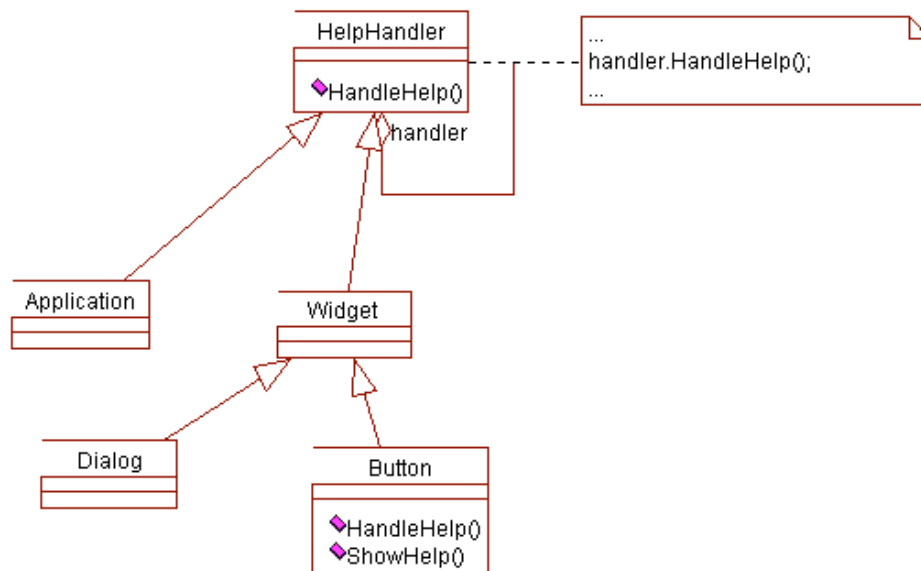 HelpHandler
...
handler.HandleHelp();
...
HandleHelp()
handler
Application
Widget
Dialog
Button
HandleHelp()
ShowHelp()